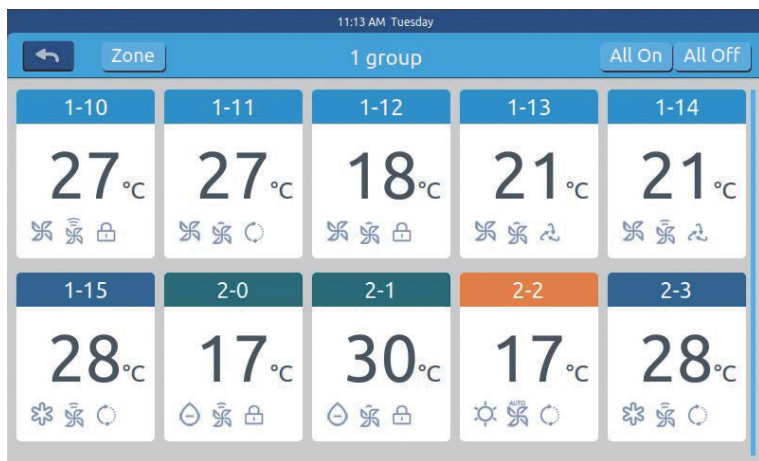 11:13 AM Tuesday
Zone 1 group All On All Off
1-10 1-11 1-12 1-13 1-14
27°C 27°C 18°C 21°C 21°C
1-15 2-0 2-1 2-2 2-3
28°C 17°C 30°C 17°C 28°C
AUTO